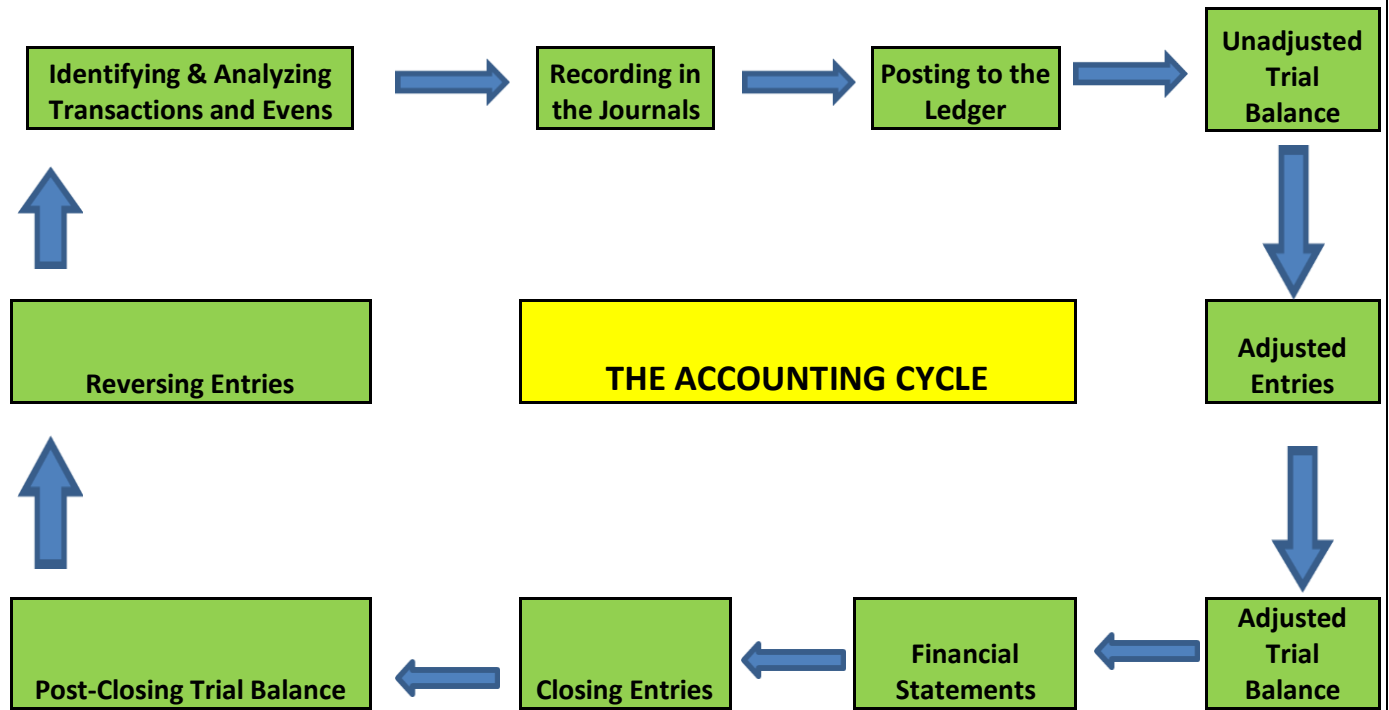 Identifying & Analyzing
Transactions and Evens
Recording in
the Journals
Posting to the
Ledger
Unadjusted
Trial
Balance
Reversing Entries
THE ACCOUNTING CYCLE
Adjusted
Entries
Post-Closing Trial Balance
Closing Entries
Financial
Statements
Adjusted
Trial
Balance